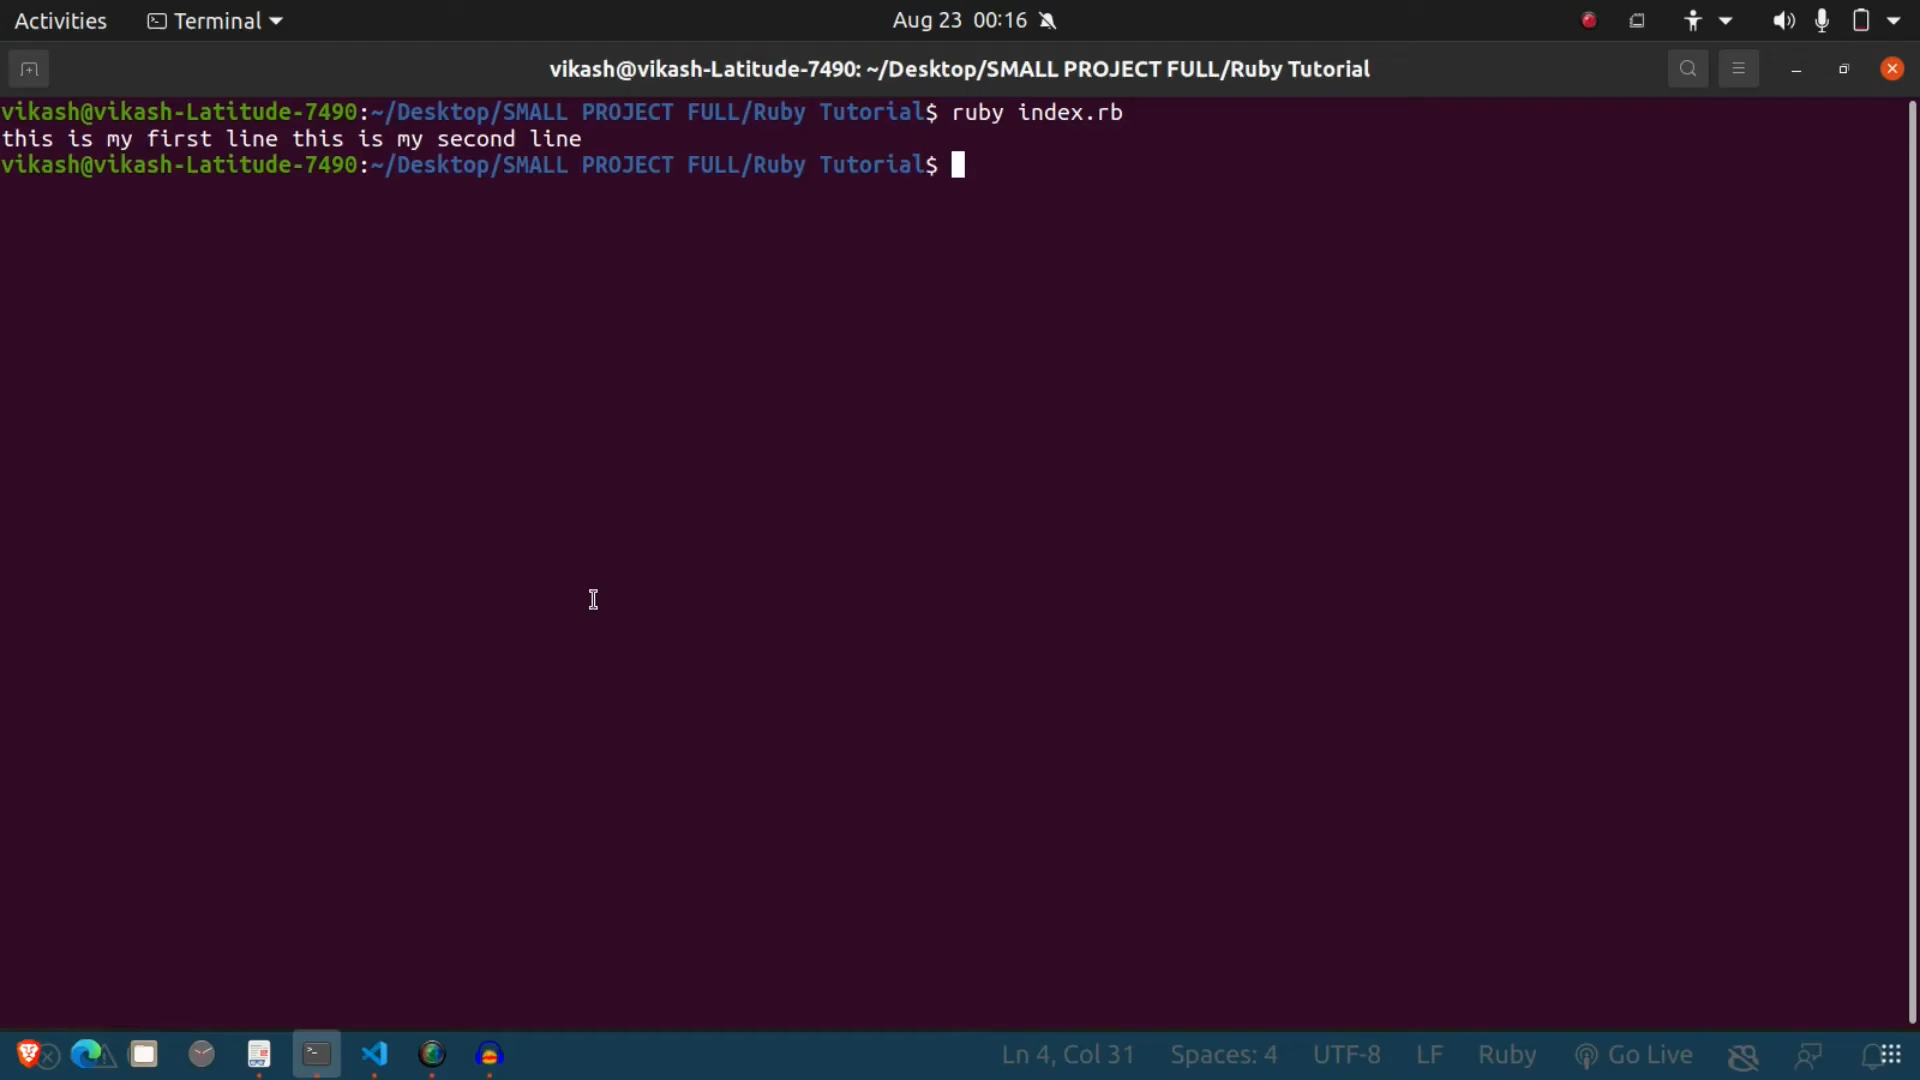 Activities Terminal Aug 23 00:16
vikash@vikash-Latitude-7490: ~/Desktop/SMALL PROJECT FULL/Ruby Tutorial
vikash@vikash-Latitude-7490:~/Desktop/SMALL PROJECT FULL/Ruby Tutorial$ ruby index.rb
this is my first line this is my second line
vikash@vikash-Latitude-7490:~/Desktop/SMALL PROJECT FULL/Ruby Tutorial$
Ln 4, Col 31 Spaces: 4 UTF-8 LF Ruby Go Live